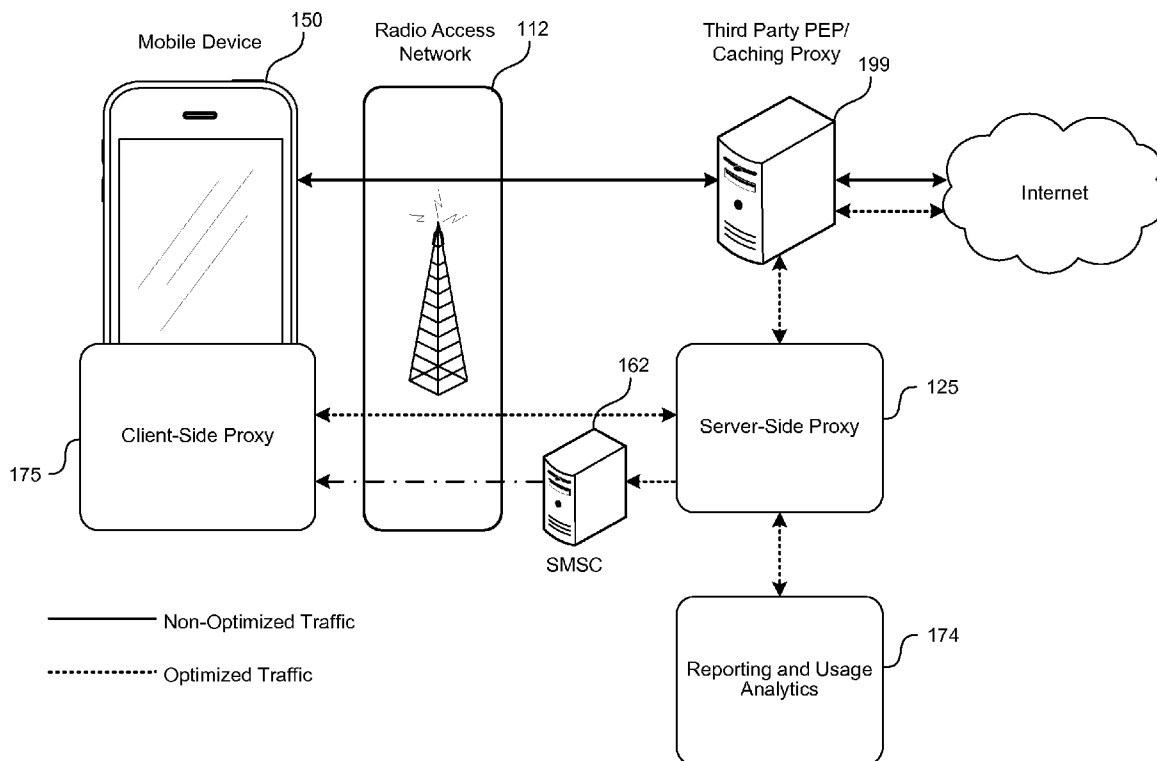 150
Mobile Device
Radio Access
Network
112
Third Party PEP/
Caching Proxy
199
Internet
162
125
Client-Side Proxy
Server-Side Proxy
175
SMSC
Non-Optimized Traffic
Optimized Traffic
174
Reporting and Usage
Analytics